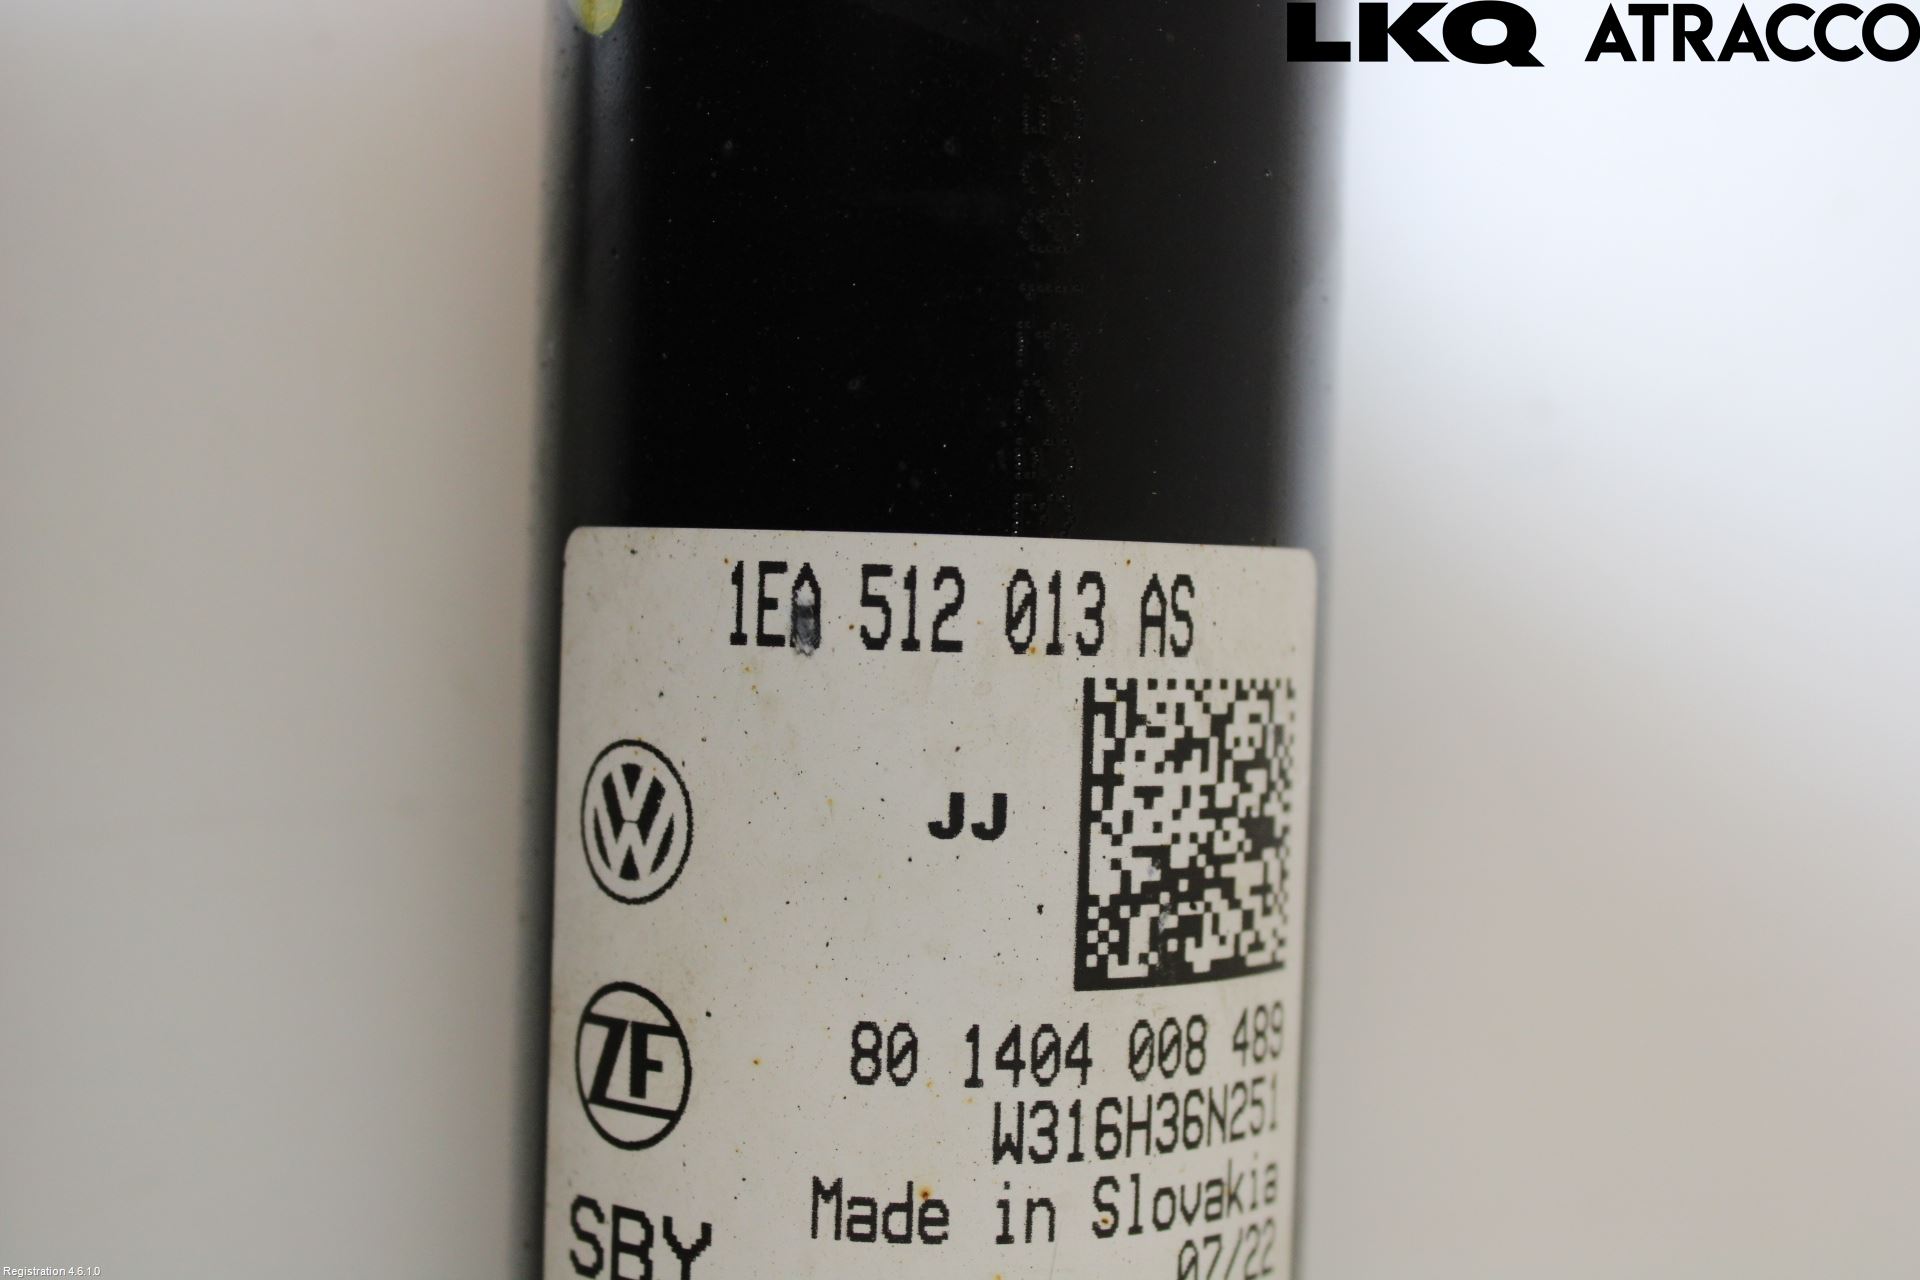 LKQ ATRACCO
1EA 512 013 AS
JJ
ZF
80 1404 008 489
W316H36N251
Made in Slovakia
SBY
07/22
Registration 4.6.1.0